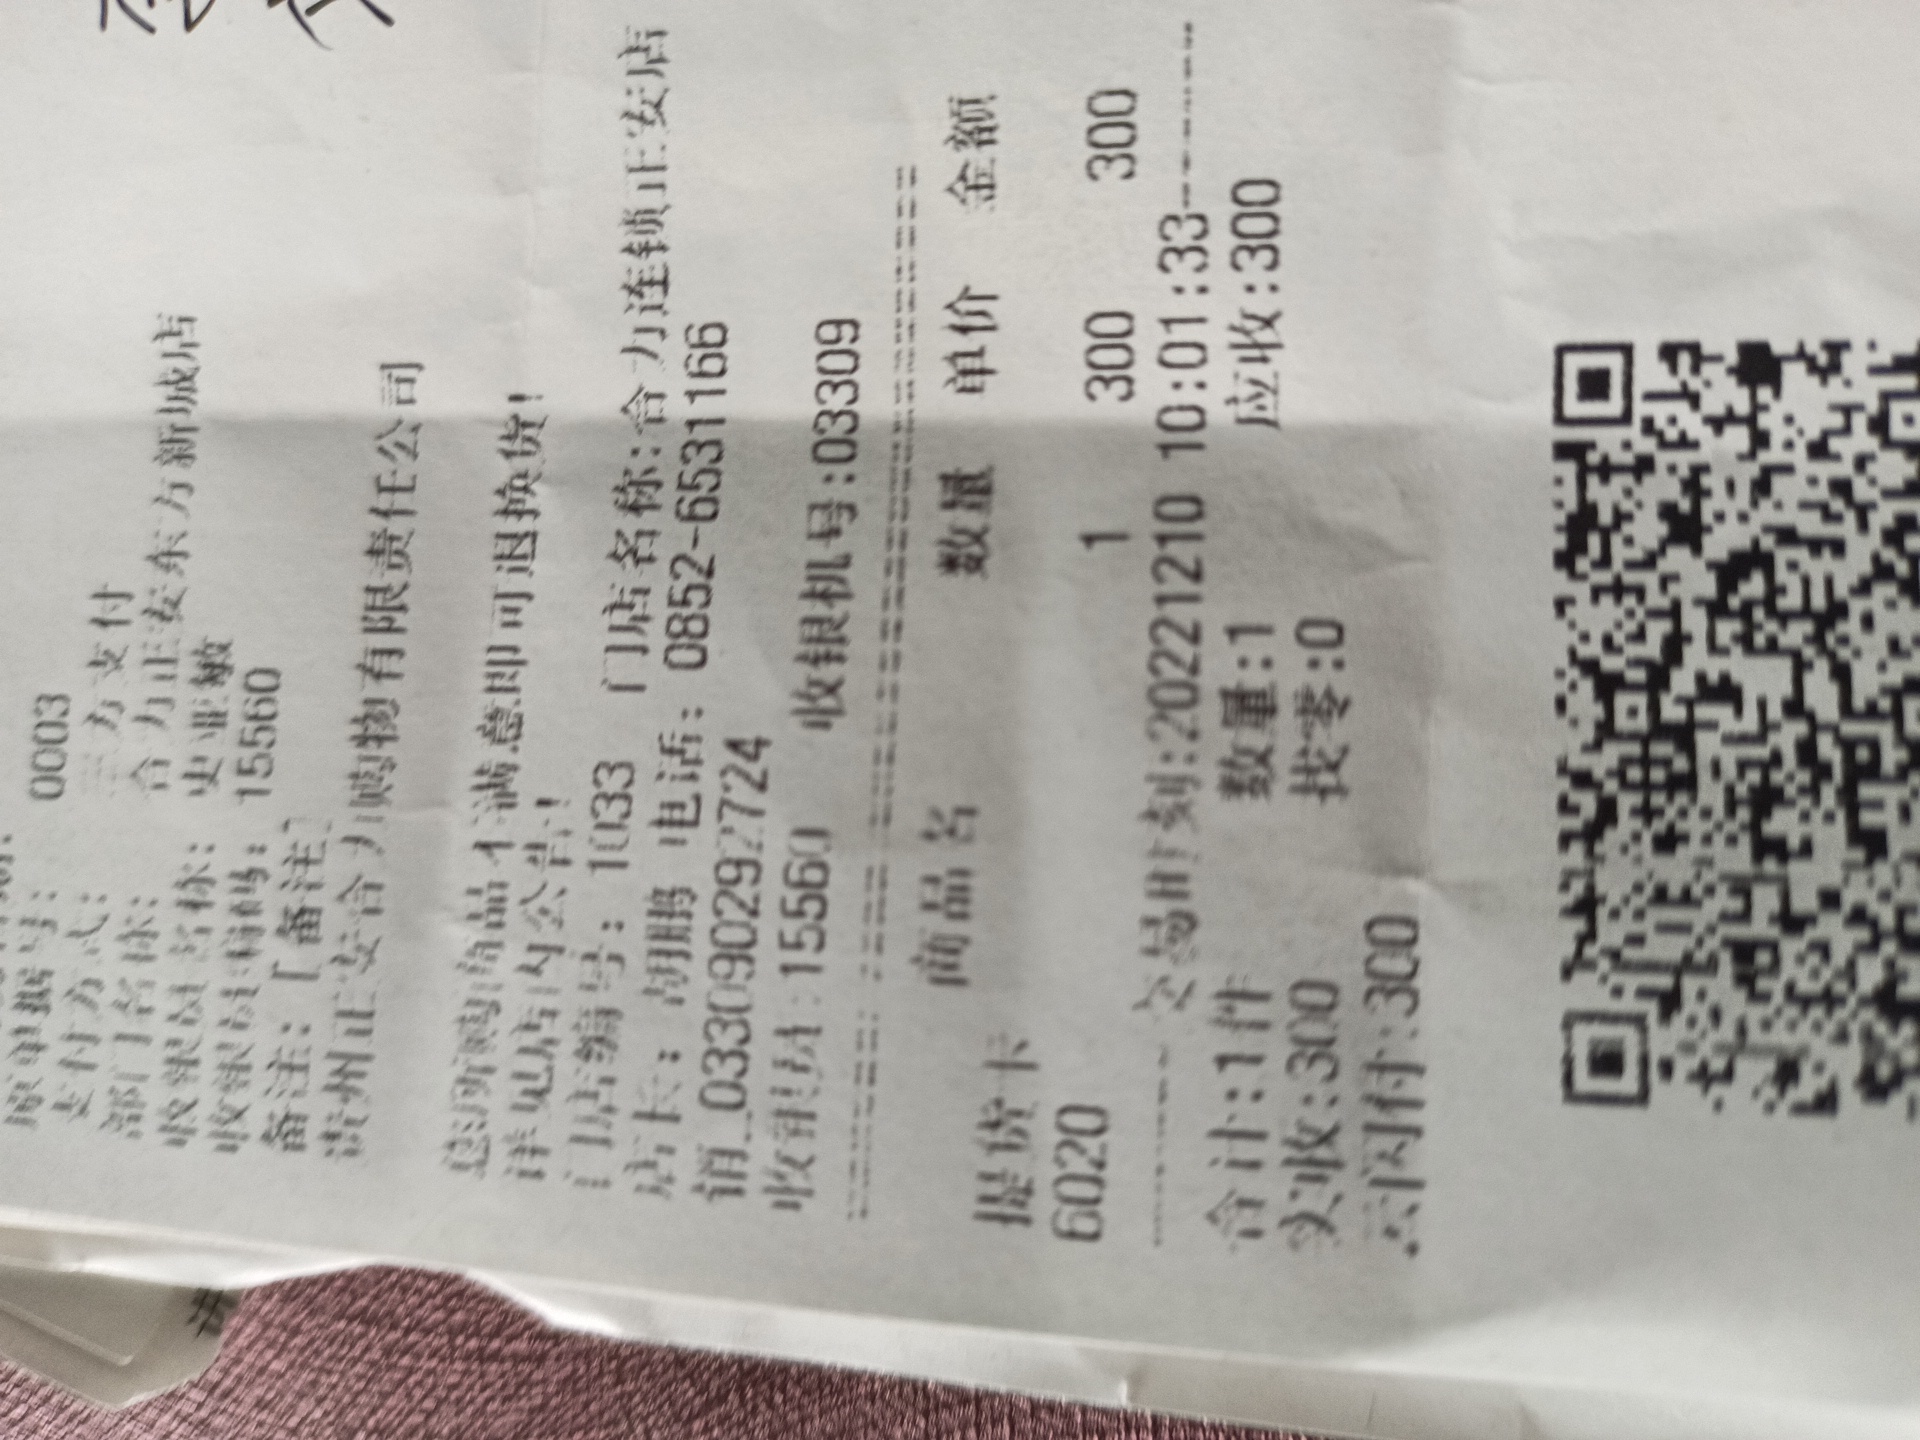 原单据号: 00003
支付方式: 三方支付
部门名称: 合力正安东方新城店
收银员名称: 史亚敏
收银员编码: 15560
备注:[备注]
贵州正安合力购物有限责任公司
您所购商品不满意即可退换货!
详见店内公告!
门店编号: 1033 门店名称:合力连锁正安店
店长: 胡鹏 电话: 0852-6531166
销_0330909292724
收银员:15560 收银机号:03309
商品名 数量 单价 金额
提货卡
60020 1 300 300
交易时刻:20221210 10:01:33
合计:1件 数量:1 应收:300
实收:300 找零:0
云闪付:300